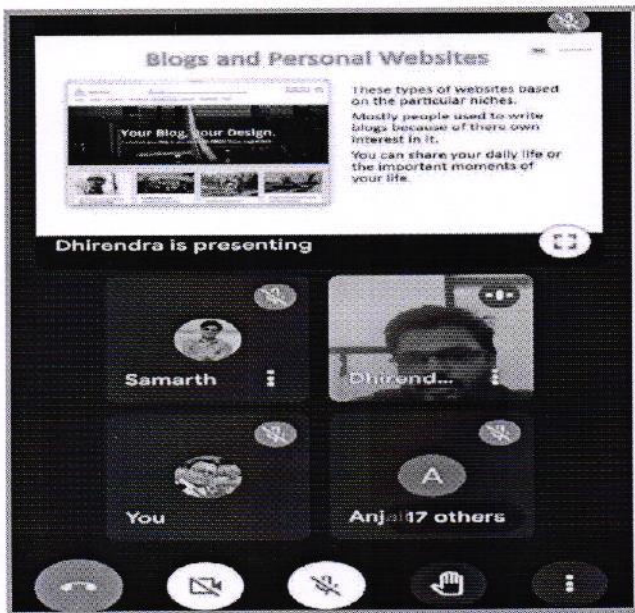 Blogs and Personal Websites
Your Blog, Your Design.
These types of websites based
on the particular niches.
Mostly people used to write
blogs because of there own
interest in it.
You can share your daily life or
the important moments of
your life.
Dhirendra is presenting
Samarth
Dhirend...
You
A
Anj 17 others